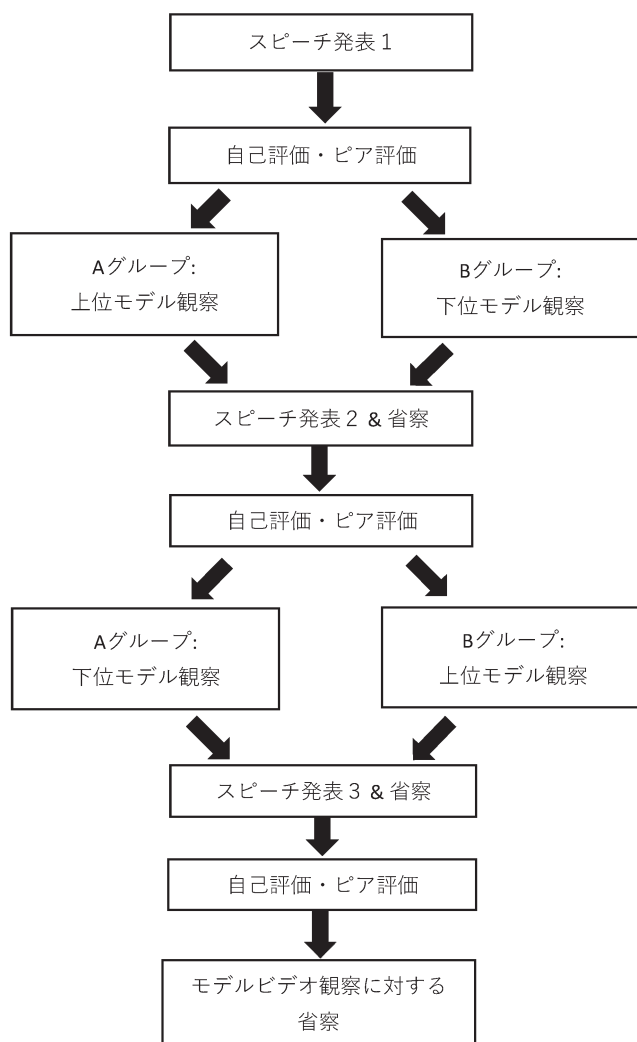 スピーチ発表１
自己評価・ピア評価
Aグループ:
上位モデル観察
Bグループ:
下位モデル観察
スピーチ発表２ & 省察
自己評価・ピア評価
Aグループ:
下位モデル観察
Bグループ:
上位モデル観察
スピーチ発表３ & 省察
自己評価・ピア評価
モデルビデオ観察に対する
省察